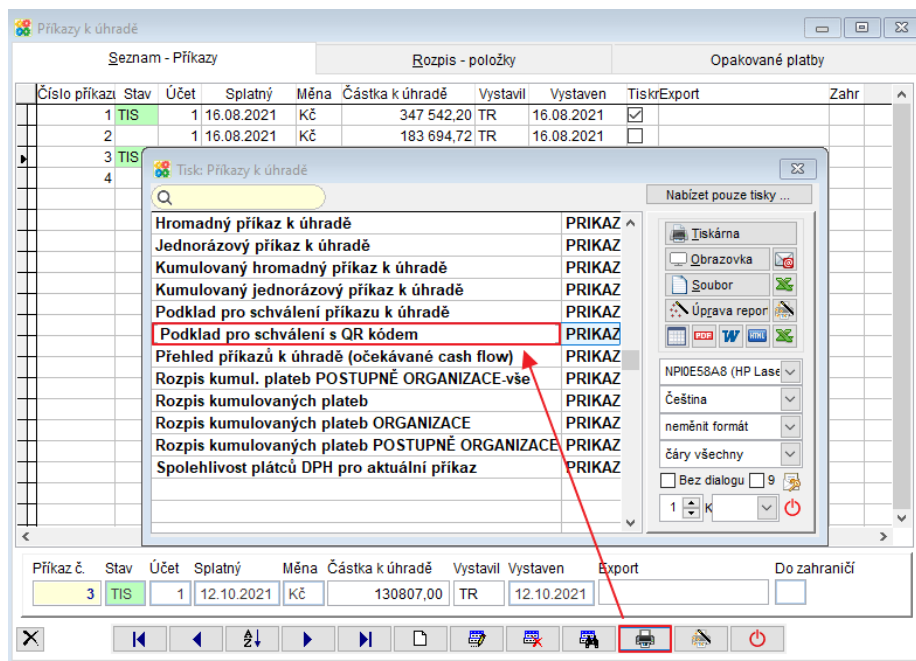 Příkazy k úhradě
Seznam - Příkazy Rozpis - položky Opakované platby
Číslo příkazu Stav Účet Splatný Měna Částka k úhradě Vystavil Vystaven Tiskr Export Zahr
1 TIS 1 16.08.2021 Kč 347 542,20 TR 16.08.2021
2 1 16.08.2021 Kč 183 694,72 TR 16.08.2021
3 TIS
4
Tisk: Příkazy k úhradě
Nabízet pouze tisky ...
Hromadný příkaz k úhradě PRIKAZ
Jednorázový příkaz k úhradě PRIKAZ
Kumulovaný hromadný příkaz k úhradě PRIKAZ
Kumulovaný jednorázový příkaz k úhradě PRIKAZ
Podklad pro schválení příkazu k úhradě PRIKAZ
Podklad pro schválení s QR kódem PRIKAZ
Přehled příkazů k úhradě (očekávané cash flow) PRIKAZ
Rozpis kumul. plateb POSTUPNĚ ORGANIZACE-vše PRIKAZ
Rozpis kumulovaných plateb PRIKAZ
Rozpis kumulovaných plateb ORGANIZACE PRIKAZ
Rozpis kumulovaných plateb POSTUPNĚ ORGANIZACE PRIKAZ
Spolehlivost plátců DPH pro aktuální příkaz PRIKAZ
Tiskárna
Obrazovka
Soubor
Úprava repor
PDF W HTML
NPI0E58A8 (HP Lase
Čeština
neměnit formát
čáry všechny
Bez dialogu 9
1 K
Příkaz č. Stav Účet Splatný Měna Částka k úhradě Vystavil Vystaven Export Do zahraničí
3 TIS 1 12.10.2021 Kč 130807,00 TR 12.10.2021